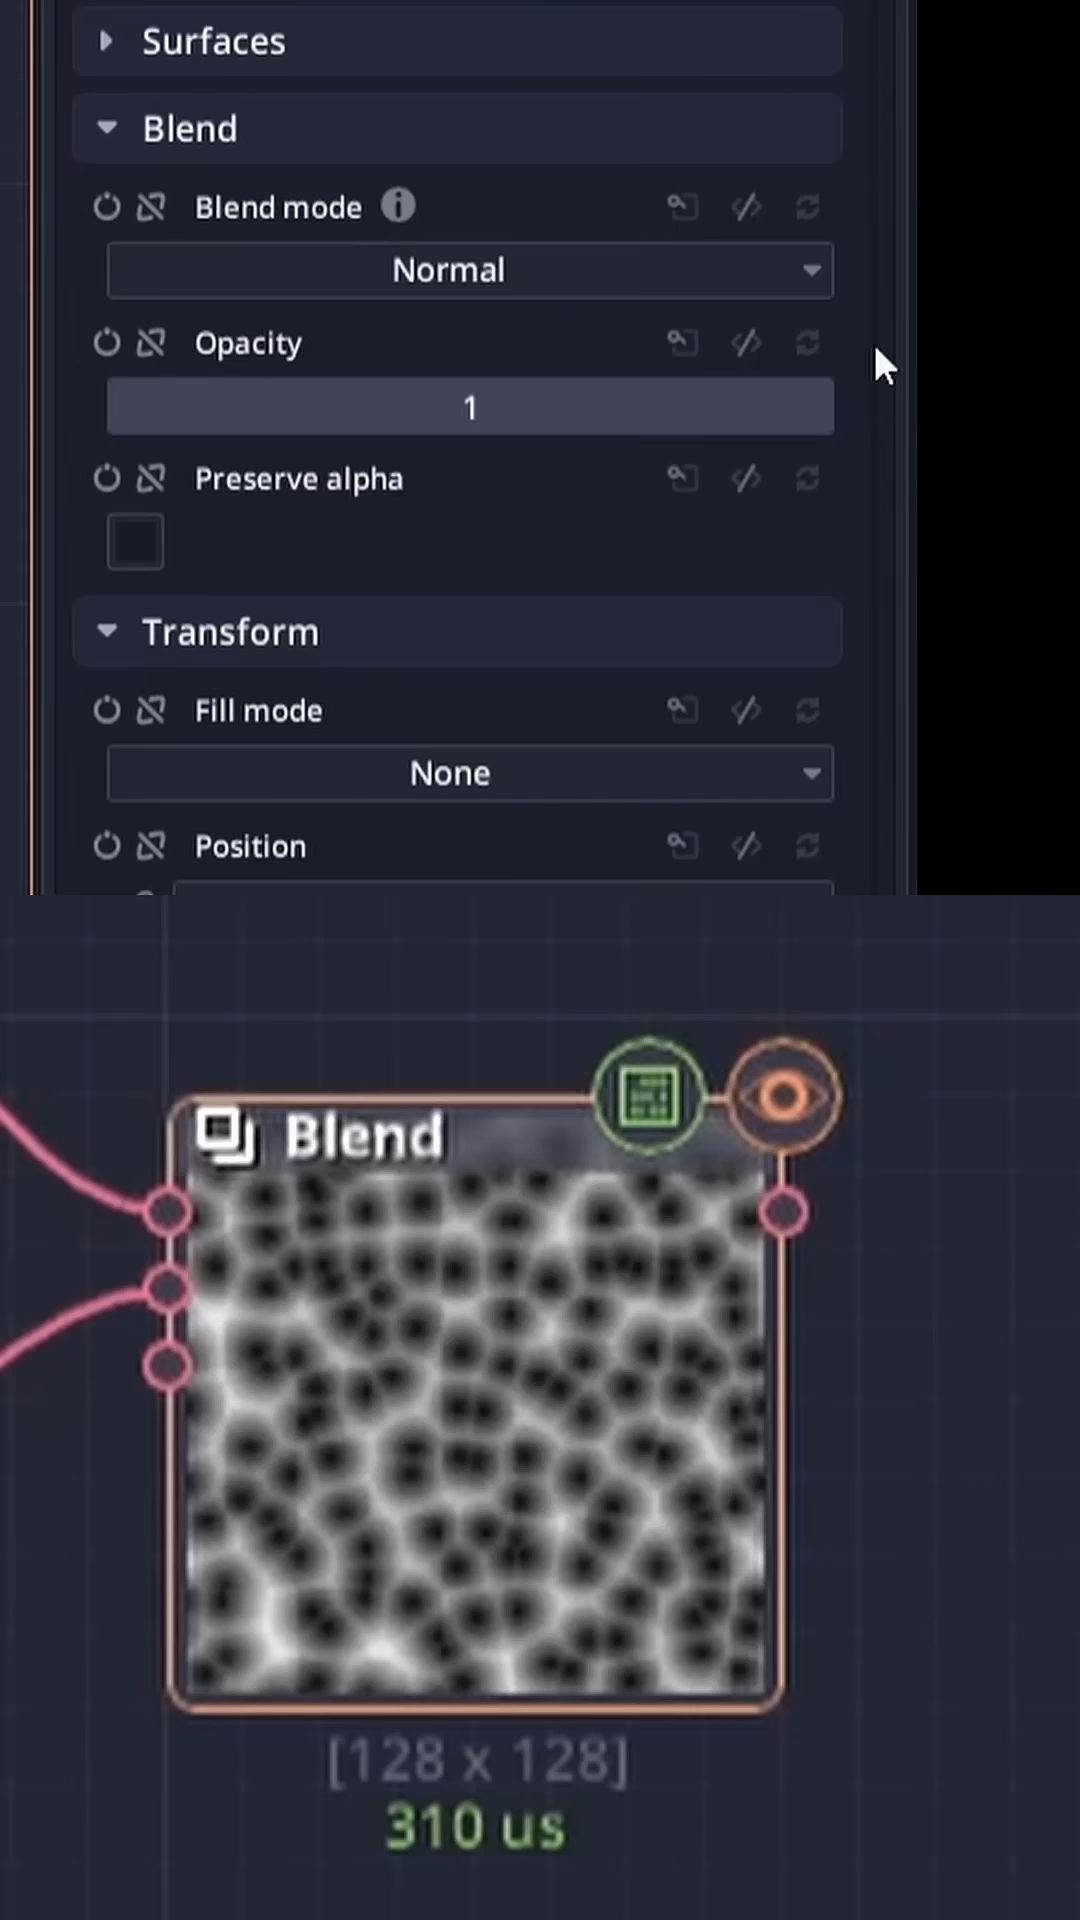 Surfaces
Blend
Blend mode
Normal
Opacity
1
Preserve alpha
Transform
Fill mode
None
Position
Blend
[128 x 128]
310 us